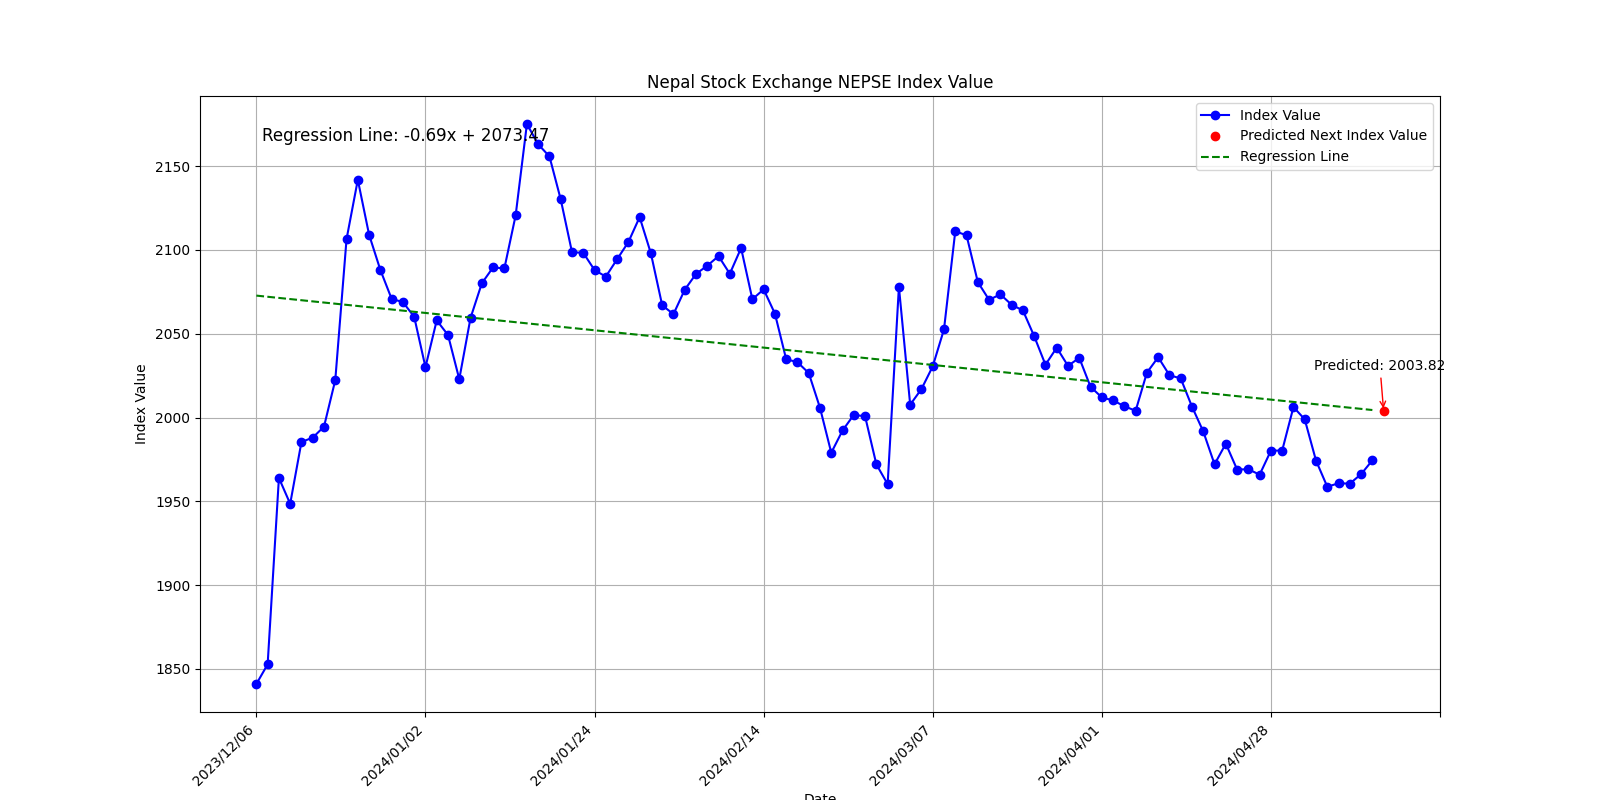 Nepal Stock Exchange NEPSE Index Value
Regression Line: -0.69x + 2073.47
Index Value
Predicted Next Index Value
Regression Line
Predicted: 2003.82
Index Value
2150
2100
2050
2000
1950
1900
1850
2023/12/06
2024/01/02
2024/01/24
2024/02/14
2024/03/07
2024/04/01
2024/04/28
Date